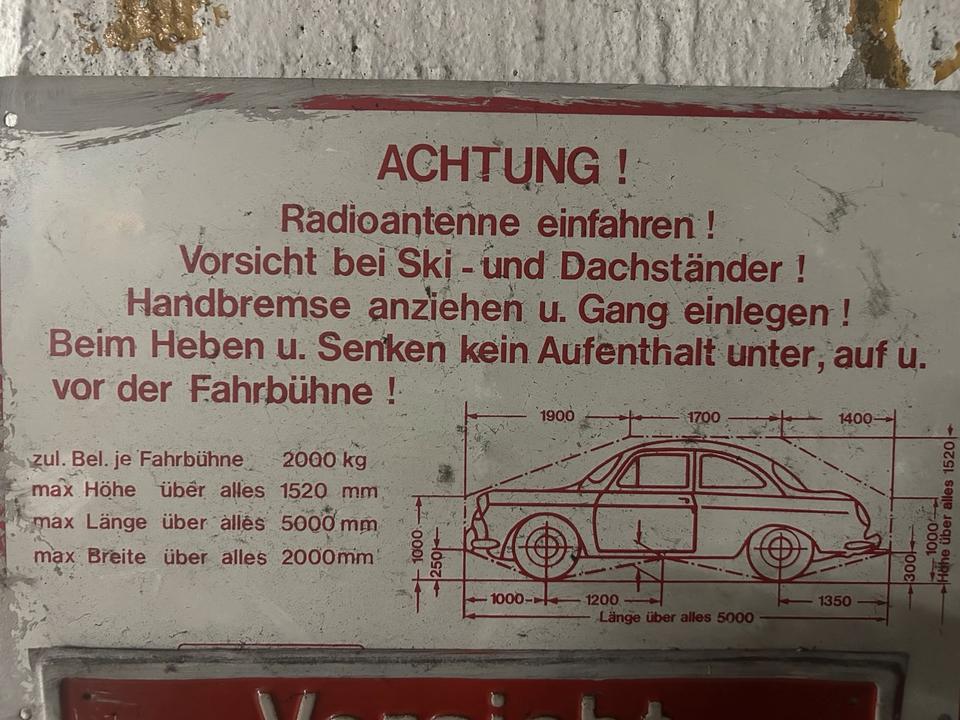 ACHTUNG !
Radioantenne einfahren !
Vorsicht bei Ski - und Dachständer !
Handbremse anziehen u. Gang einlegen !
Beim Heben u. Senken kein Aufenthalt unter, auf u.
vor der Fahrbühne !
zul. Bel. je Fahrbühne 2000 kg
max Höhe über alles 1520 mm
max Länge über alles 5000 mm
max Breite über alles 2000mm
1900 1700 1400
1000
250
300
1000
Höhe über alles 1520
1000 1200 1350
Länge über alles 5000
Vorsicht